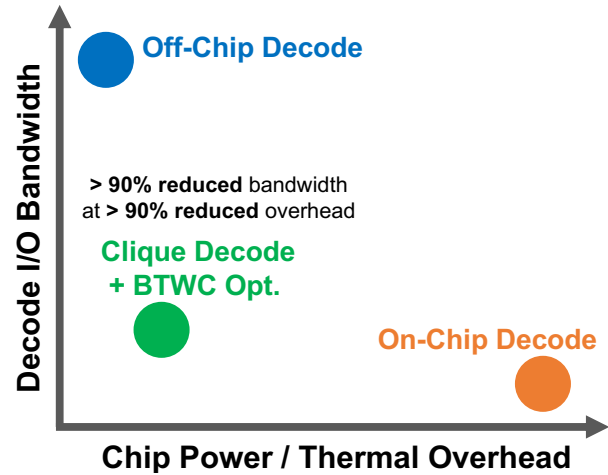 Off-Chip Decode
> 90% reduced bandwidth
at > 90% reduced overhead
Clique Decode
+ BTWC Opt.
On-Chip Decode
Decode I/O Bandwidth
Chip Power / Thermal Overhead